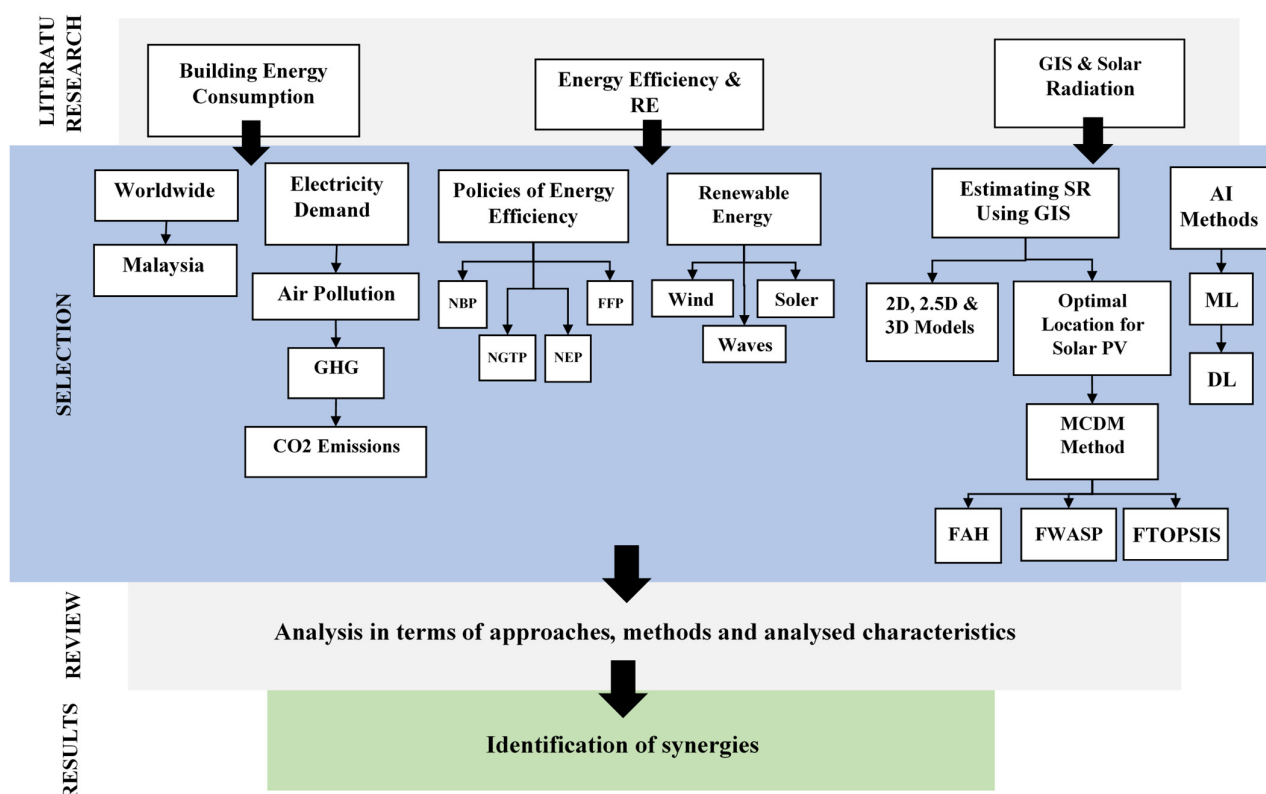 LITERATU
RESEARCH
Building Energy
Consumption
Energy Efficiency &
RE
GIS & Solar
Radiation
SELECTION
Worldwide
Malaysia
Electricity
Demand
Air Pollution
GHG
CO2 Emissions
Policies of Energy
Efficiency
NBP
NGTP
NEP
FFP
Renewable
Energy
Wind
Waves
Soler
Estimating SR
Using GIS
2D, 2.5D &
3D Models
Optimal
Location for
Solar PV
MCDM
Method
FAH
FWASP
FTOPSIS
AI
Methods
ML
DL
REVIEW
Analysis in terms of approaches, methods and analysed characteristics
RESULTS
Identification of synergies